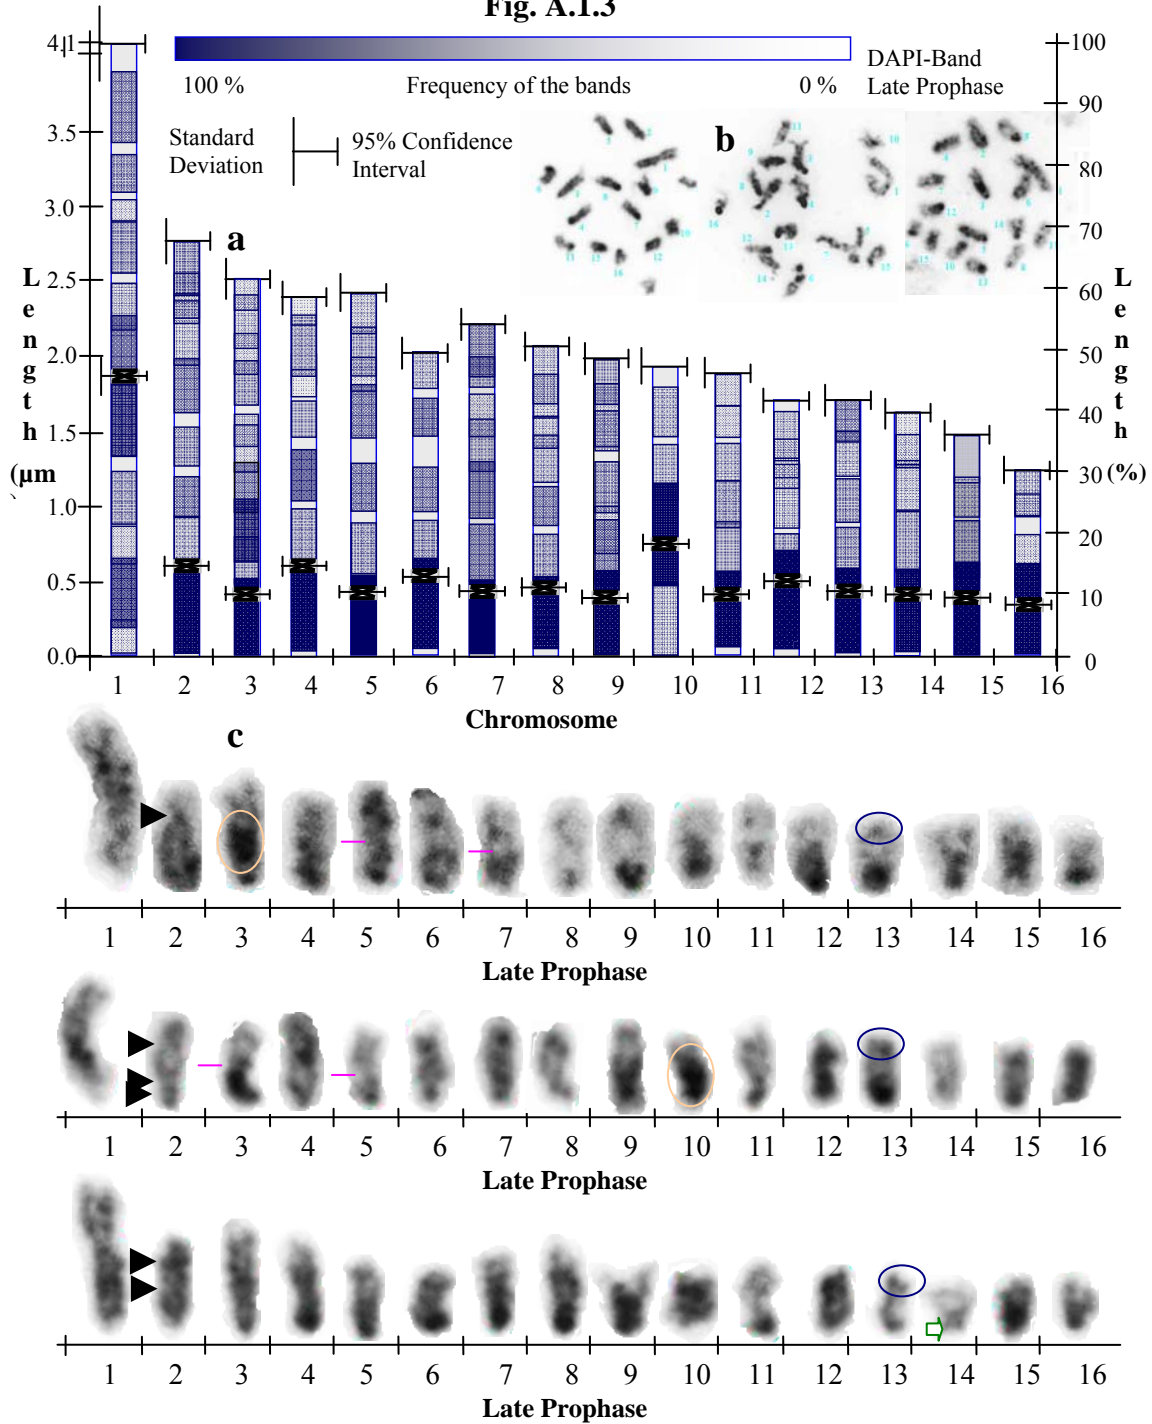 Fig. A.1.3
100 % Frequency of the bands 0 %
DAPI-Band
Late Prophase
Standard
Deviation
95% Confidence
Interval
a
b
Length
(µm
`
4,1
3.5
3.0
2.5
2.0
1.5
1.0
0.5
0.0
100
90
80
70
60
50
40
30
20
10
0
Length
(%)
1 2 3 4 5 6 7 8 9 10 11 12 13 14 15 16
Chromosome
c
1 2 3 4 5 6 7 8 9 10 11 12 13 14 15 16
Late Prophase
1 2 3 4 5 6 7 8 9 10 11 12 13 14 15 16
Late Prophase
1 2 3 4 5 6 7 8 9 10 11 12 13 14 15 16
Late Prophase